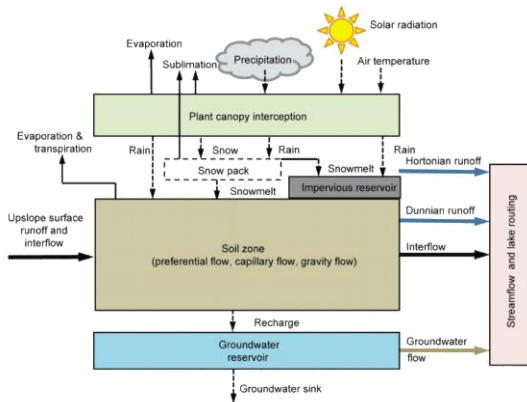 Solar radiation
Evaporation
Sublimation
Precipitation
Air temperature
Plant canopy interception
Evaporation &
transpiration
Rain
Snow
Rain
Rain
Snow pack
Snowmelt
Hortonian runoff
Impervious reservoir
Snowmelt
Upslope surface
runoff and
interflow
Dunnian runoff
Soil zone
(preferential flow, capillary flow, gravity flow)
Interflow
Streamflow and lake routing
Recharge
Groundwater
reservoir
Groundwater
flow
Groundwater sink